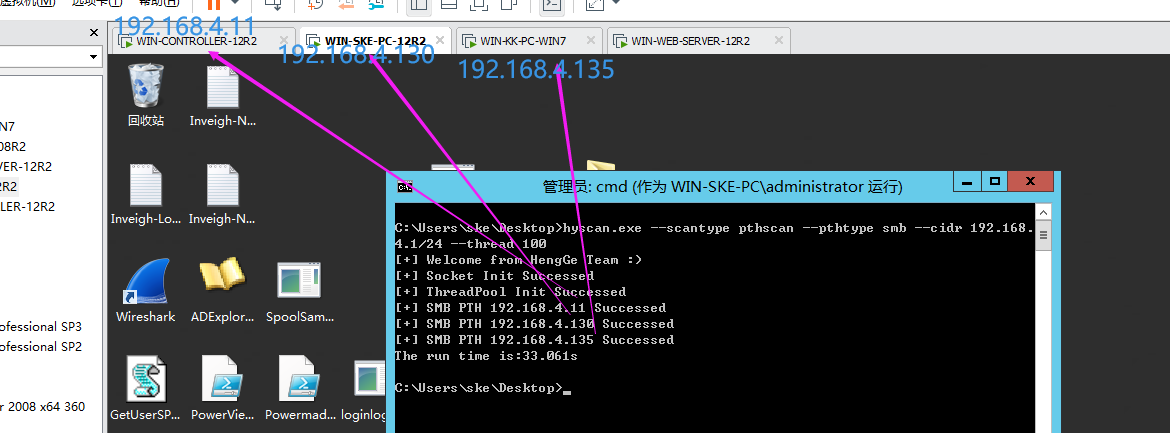 虚拟机(M) 选项卡(T) 帮助(H)
192.168.4.11
WIN-CONTROLLER-12R2
WIN-SKE-PC-12R2
WIN-KK-PC-WIN7
WIN-WEB-SERVER-12R2
192.168.4.130
192.168.4.135
N7
08R2
VER-12R2
12R2
LLER-12R2
ofessional SP3
ofessional SP2
r 2008 x64 360
回收站
Inveigh-N...
Inveigh-Lo...
Inveigh-N...
Wireshark
ADExplor...
SpoolSam...
GetUserSP...
PowerVie...
Powermad...
loginlog
管理员: cmd (作为 WIN-SKE-PC\administrator 运行)
C:\Users\ske\Desktop>hyscan.exe --scantype pthscan --pthtype smb --cidr 192.168.
4.1/24 --thread 100
[+] Welcome from HengGe Team :)
[+] Socket Init Successed
[+] ThreadPool Init Successed
[+] SMB PTH 192.168.4.11 Successed
[+] SMB PTH 192.168.4.130 Successed
[+] SMB PTH 192.168.4.135 Successed
The run time is:33.061s
C:\Users\ske\Desktop>_